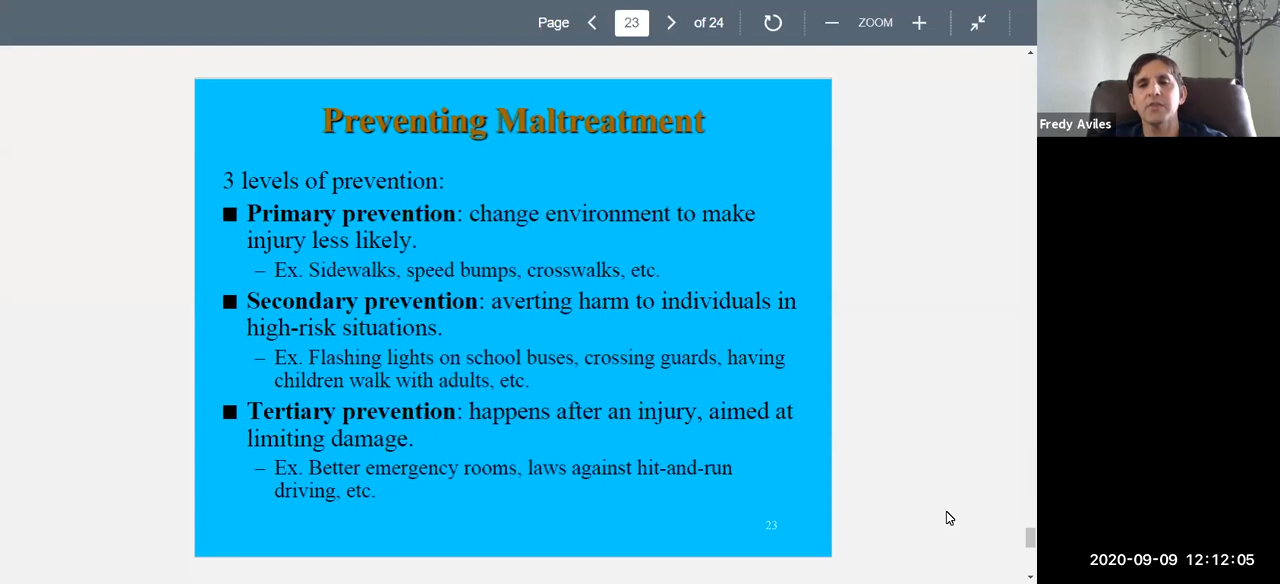 Page 23 of 24 ZOOM
Fredy Aviles
Preventing Maltreatment
3 levels of prevention:
■ Primary prevention: change environment to make
injury less likely.
– Ex. Sidewalks, speed bumps, crosswalks, etc.
■ Secondary prevention: averting harm to individuals in
high-risk situations.
– Ex. Flashing lights on school buses, crossing guards, having
children walk with adults, etc.
■ Tertiary prevention: happens after an injury, aimed at
limiting damage.
– Ex. Better emergency rooms, laws against hit-and-run
driving, etc.
23
2020-09-09 12:12:05